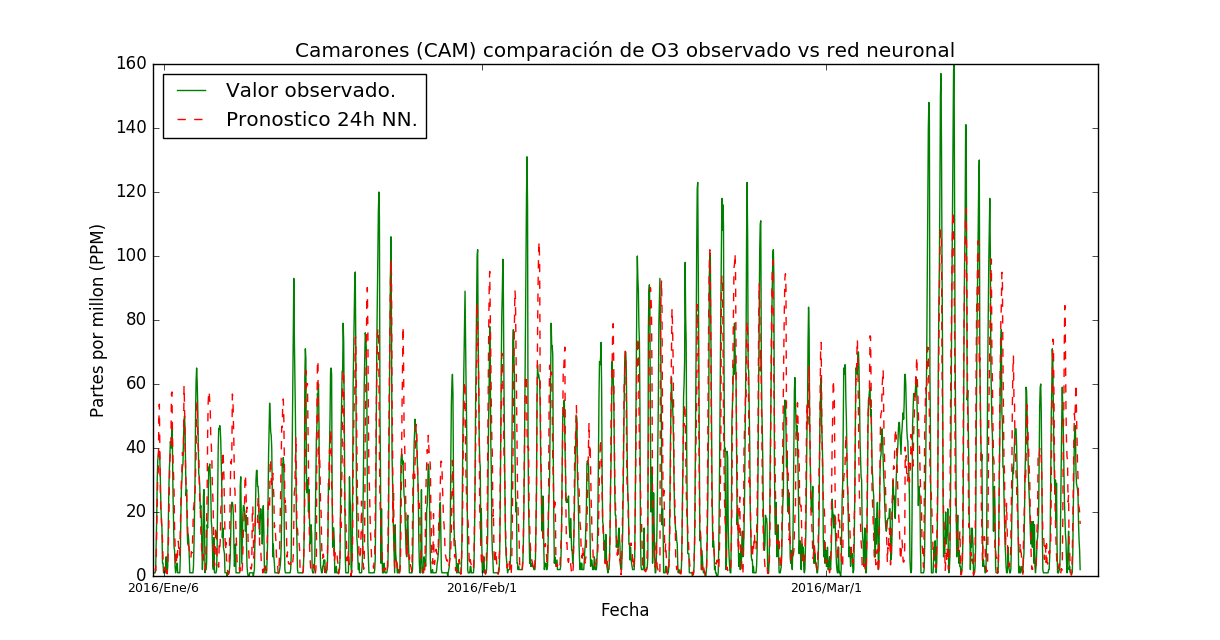 Camarones (CAM) comparación de O3 observado vs red neuronal
Valor observado.
Pronostico 24h NN.
Partes por millon (PPM)
160
140
120
100
80
60
40
20
0
2016/Ene/6
2016/Feb/1
2016/Mar/1
Fecha